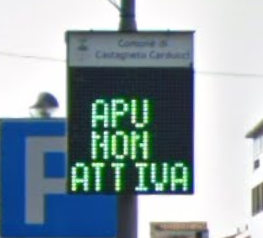 Comune di
Castagneto Carducci
APU
NON
ATTIVA
P